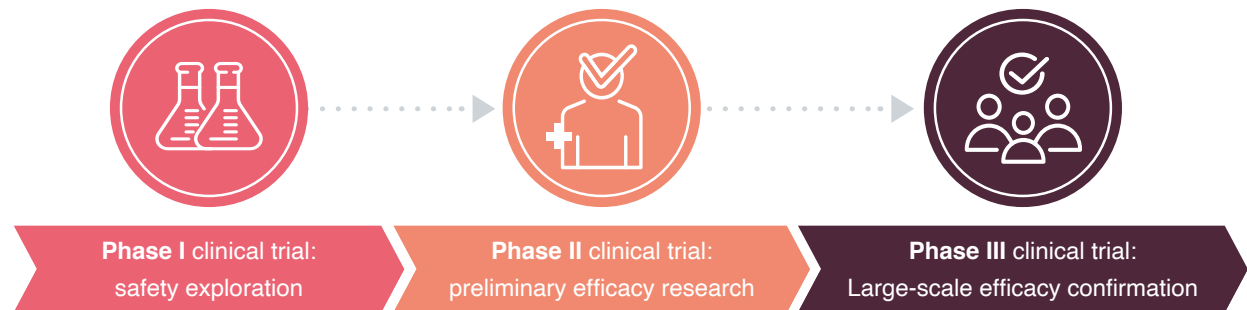 Phase I clinical trial:
safety exploration
Phase II clinical trial:
preliminary efficacy research
Phase III clinical trial:
Large-scale efficacy confirmation